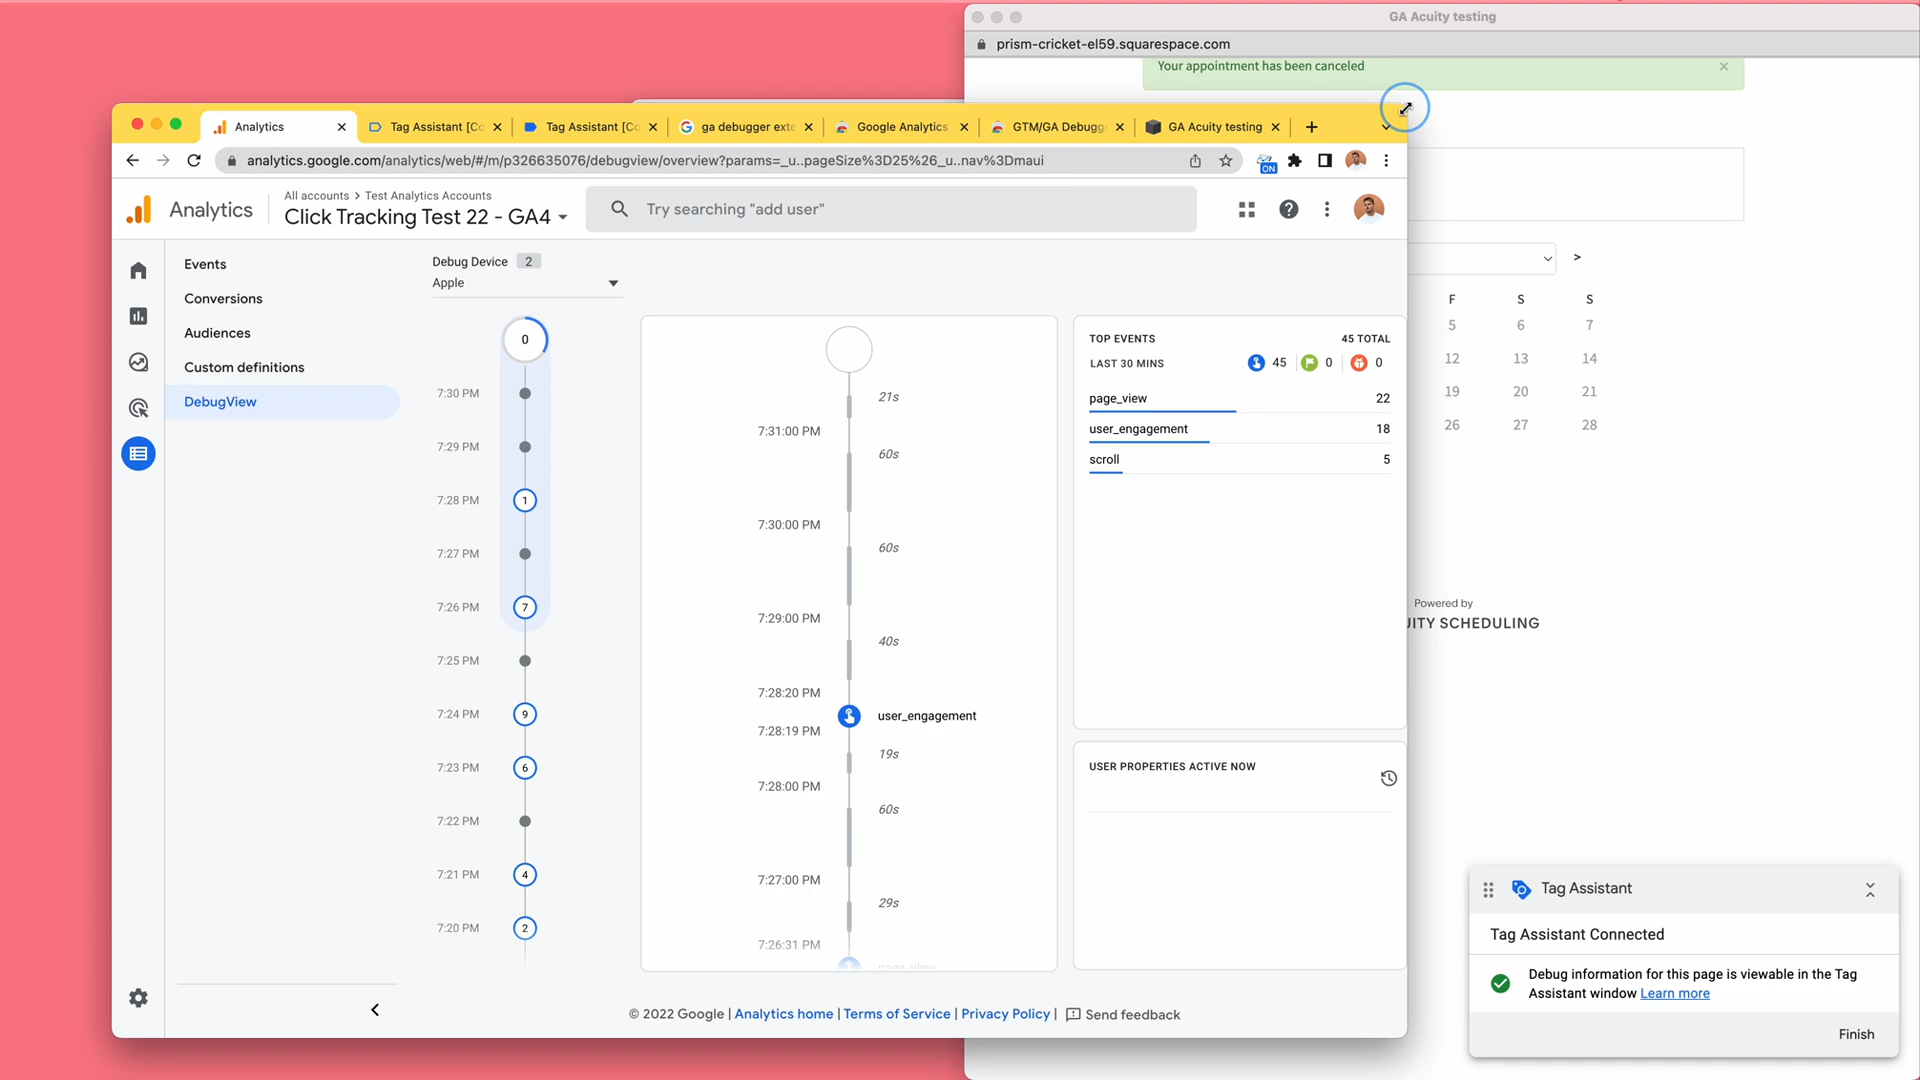 GA Acuity testing
prism-cricket-el59.squarespace.com
Your appointment has been canceled
Analytics
Tag Assistant [Co
Tag Assistant [Co
ga debugger exte
Google Analytics
GTM/GA Debugg
GA Acuity testing
analytics.google.com/analytics/web/#/m/p326635076/debugview/overview?params=_u..pageSize%3D25%26_u..nav%3Dmaui
ON
Analytics
All accounts > Test Analytics Accounts
Click Tracking Test 22 - GA4
Try searching "add user"
Events
Conversions
Audiences
Custom definitions
DebugView
Debug Device 2
Apple
0
7:30 PM
7:29 PM
7:28 PM 1
7:27 PM
7:26 PM 7
7:25 PM
7:24 PM 9
7:23 PM 6
7:22 PM
7:21 PM 4
7:20 PM 2
21s
7:31:00 PM
60s
7:30:00 PM
60s
7:29:00 PM
40s
7:28:20 PM
user_engagement
7:28:19 PM
19s
7:28:00 PM
60s
7:27:00 PM
29s
7:26:31 PM
page_view
TOP EVENTS 45 TOTAL
LAST 30 MINS 45 0 0
page_view 22
user_engagement 18
scroll 5
USER PROPERTIES ACTIVE NOW
© 2022 Google | Analytics home | Terms of Service | Privacy Policy | Send feedback
>
F S S
5 6 7
12 13 14
19 20 21
26 27 28
Powered by
UITY SCHEDULING
Tag Assistant
Tag Assistant Connected
Debug information for this page is viewable in the Tag
Assistant window Learn more
Finish